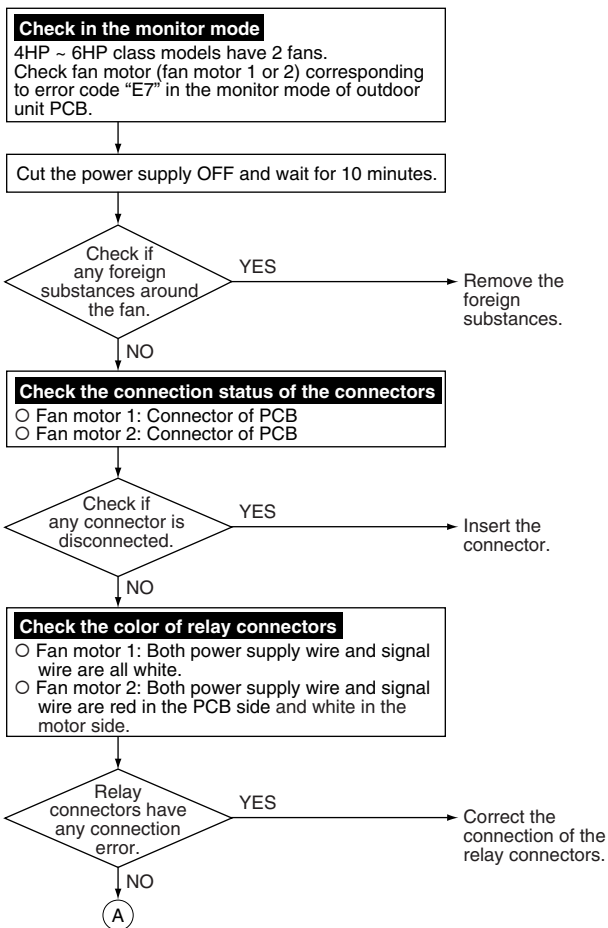 Check in the monitor mode
4HP ~ 6HP class models have 2 fans.
Check fan motor (fan motor 1 or 2) corresponding
to error code “E7” in the monitor mode of outdoor
unit PCB.
Cut the power supply OFF and wait for 10 minutes.
Check if
any foreign
substances around
the fan.
YES
Remove the
foreign
substances.
NO
Check the connection status of the connectors
○ Fan motor 1: Connector of PCB
○ Fan motor 2: Connector of PCB
Check if
any connector is
disconnected.
YES
Insert the
connector.
NO
Check the color of relay connectors
○ Fan motor 1: Both power supply wire and signal
wire are all white.
○ Fan motor 2: Both power supply wire and signal
wire are red in the PCB side and white in the
motor side.
Relay
connectors have
any connection
error.
YES
Correct the
connection of the
relay connectors.
NO
A